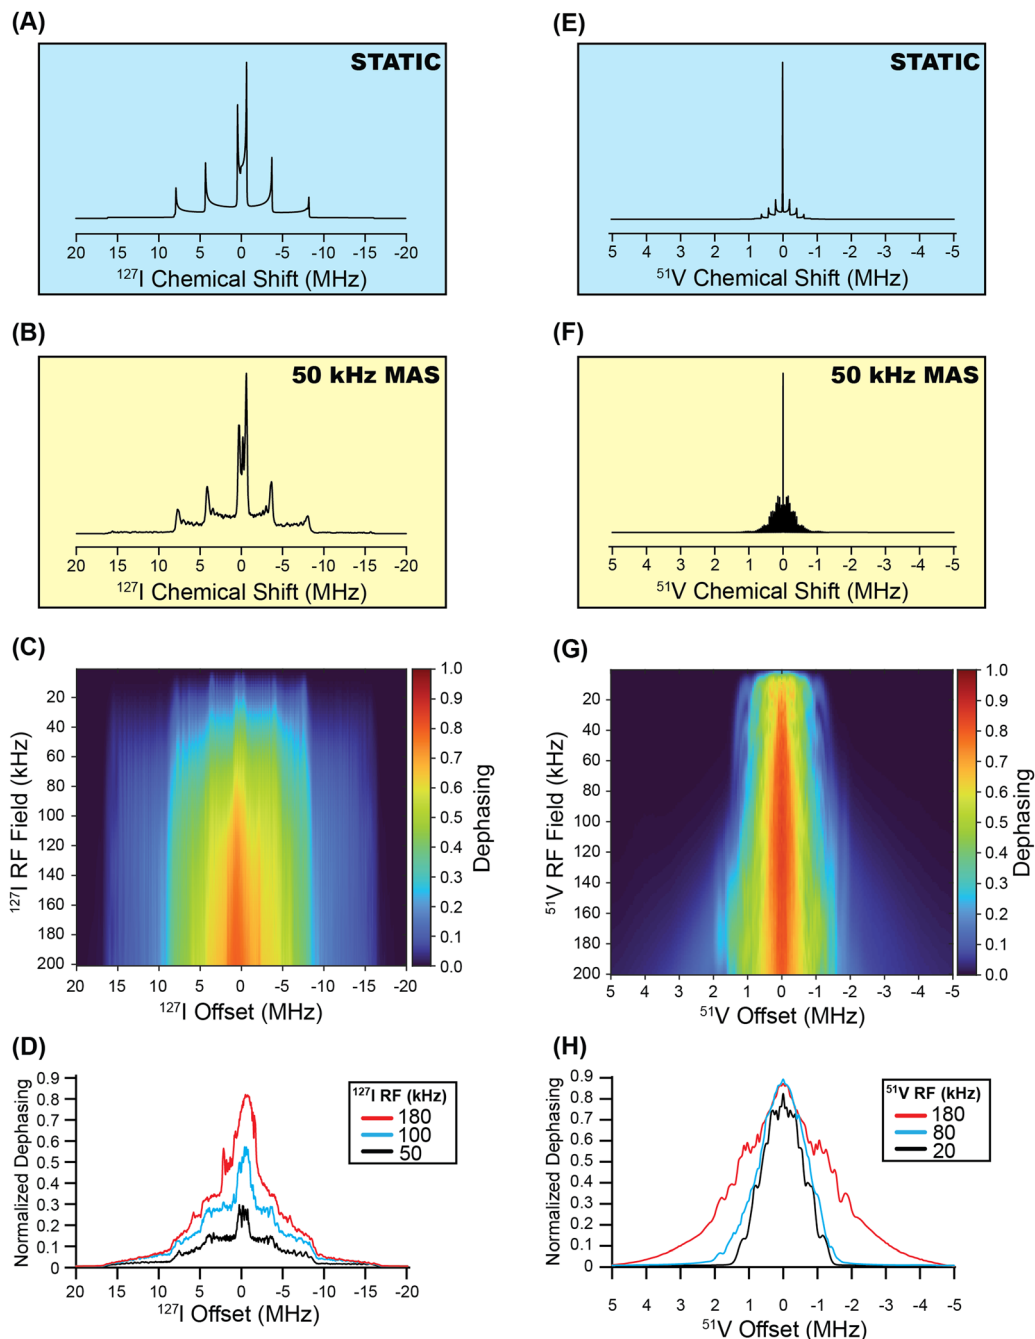 (A)
STATIC
20 15 10 5 0 -5 -10 -15 -20
127I Chemical Shift (MHz)
(B)
50 kHz MAS
20 15 10 5 0 -5 -10 -15 -20
127I Chemical Shift (MHz)
(C)
127I RF Field (kHz)
20
40
60
80
100
120
140
160
180
200
20 15 10 5 0 -5 -10 -15 -20
127I Offset (MHz)
1.0
0.9
0.8
0.7
0.6
0.5
0.4
0.3
0.2
0.1
0.0
Dephasing
(D)
Normalized Dephasing
0.9
0.8
0.7
0.6
0.5
0.4
0.3
0.2
0.1
0
127I RF (kHz)
180
100
50
20 15 10 5 0 -5 -10 -15 -20
127I Offset (MHz)
(E)
STATIC
5 4 3 2 1 0 -1 -2 -3 -4 -5
51V Chemical Shift (MHz)
(F)
50 kHz MAS
5 4 3 2 1 0 -1 -2 -3 -4 -5
51V Chemical Shift (MHz)
(G)
51V RF Field (kHz)
20
40
60
80
100
120
140
160
180
200
5 4 3 2 1 0 -1 -2 -3 -4 -5
51V Offset (MHz)
1.0
0.9
0.8
0.7
0.6
0.5
0.4
0.3
0.2
0.1
0.0
Dephasing
(H)
Normalized Dephasing
0.9
0.8
0.7
0.6
0.5
0.4
0.3
0.2
0.1
0
51V RF (kHz)
180
80
20
5 4 3 2 1 0 -1 -2 -3 -4 -5
51V Offset (MHz)